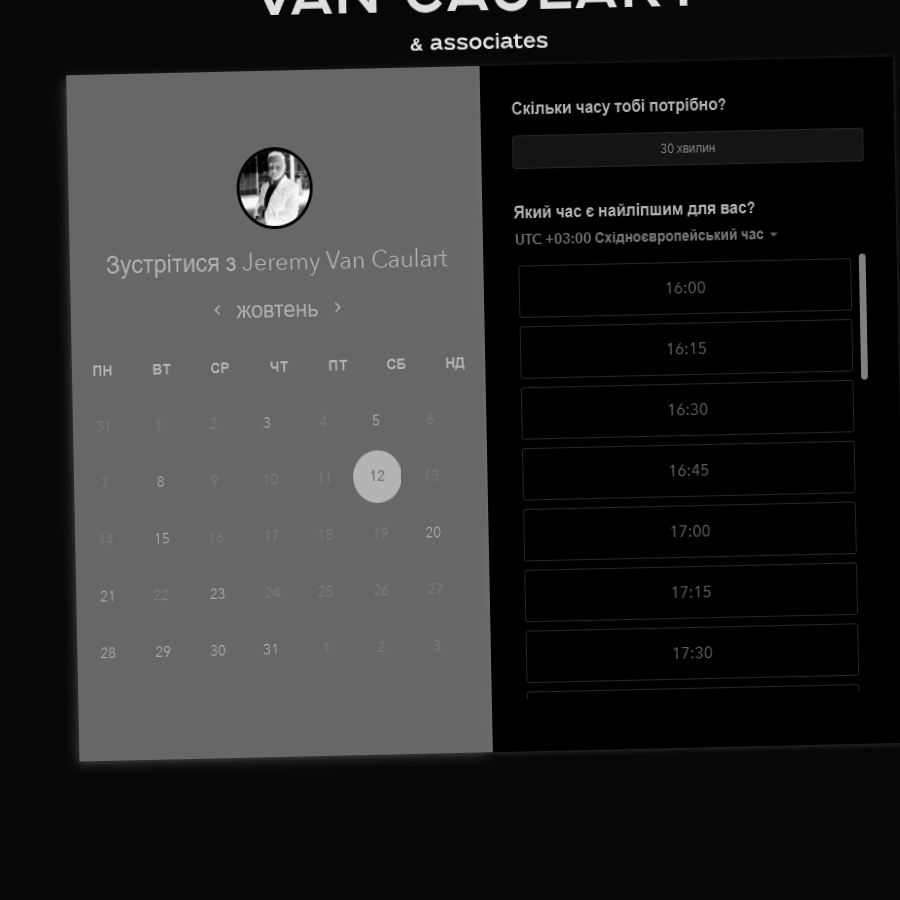 VAN CAULART
& associates
Зустрітися з Jeremy Van Caulart
‹ жовтень ›
ПН ВТ СР ЧТ ПТ СБ НД
31 1 2 3 4 5 6
7 8 9 10 11 12 13
14 15 16 17 18 19 20
21 22 23 24 25 26 27
28 29 30 31 1 2 3
Скільки часу тобі потрібно?
30 хвилин
Який час є найліпшим для вас?
UTC +03:00 Східноєвропейський час
16:00
16:15
16:30
16:45
17:00
17:15
17:30